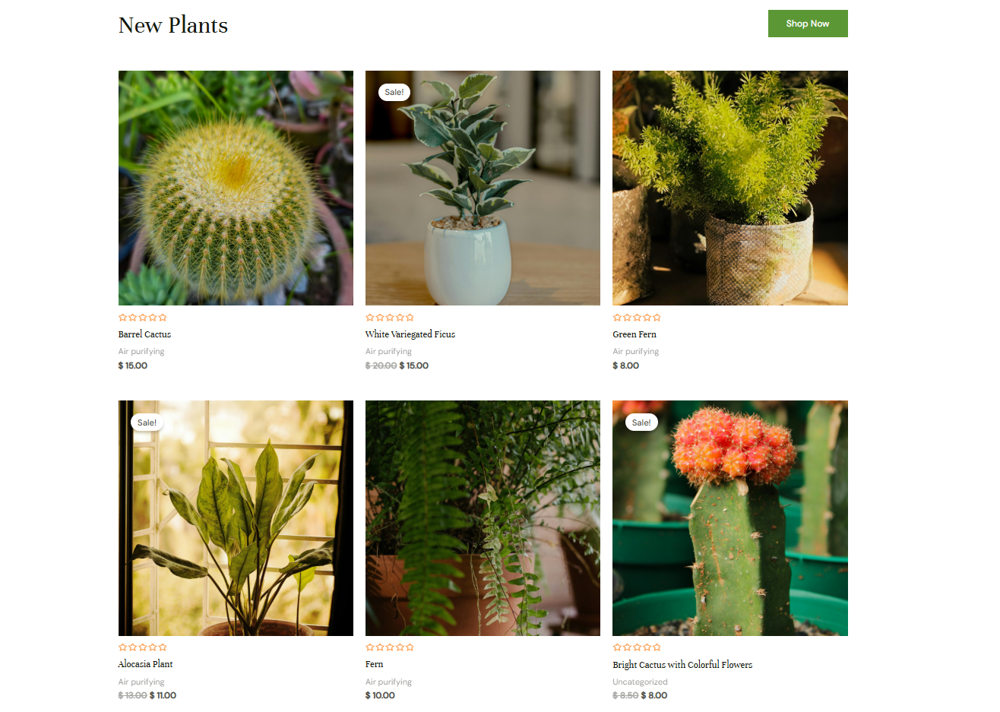 New Plants
Shop Now
Sale!
Barrel Cactus
Air purifying
$ 15.00
White Variegated Ficus
Air purifying
$ 20.00 $ 15.00
Green Fern
Air purifying
$ 8.00
Sale!
Sale!
Alocasia Plant
Air purifying
$ 13.00 $ 11.00
Fern
Air purifying
$ 10.00
Bright Cactus with Colorful Flowers
Uncategorized
$ 8.50 $ 8.00